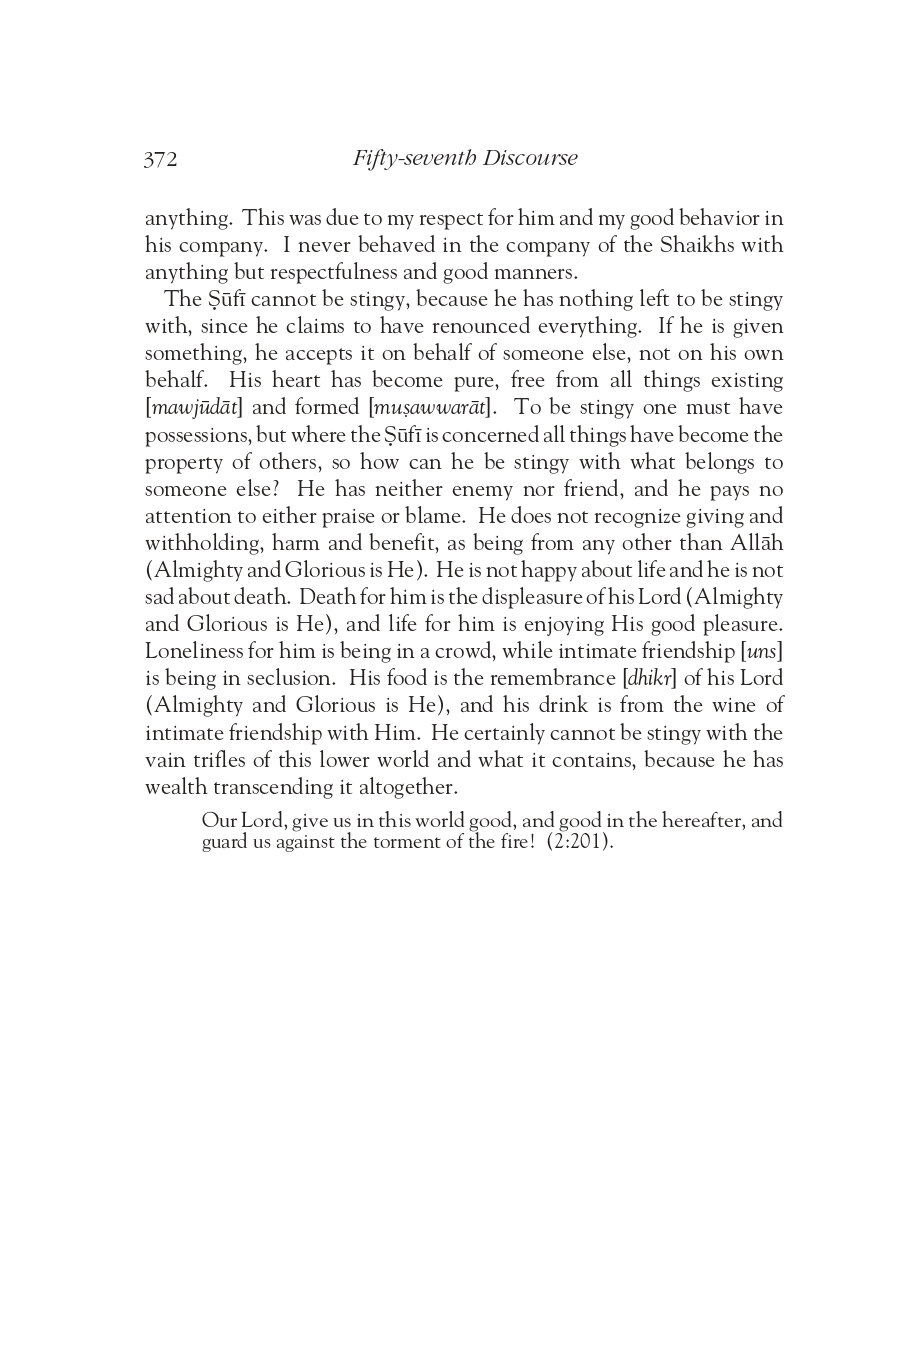 372
Fifty-seventh Discourse
anything. This was due to my respect for him and my good behavior in
his company. I never behaved in the company of the Shaikhs with
anything but respectfulness and good manners.
The Ṣūfī cannot be stingy, because he has nothing left to be stingy
with, since he claims to have renounced everything. If he is given
something, he accepts it on behalf of someone else, not on his own
behalf. His heart has become pure, free from all things existing
[mawjūdāt] and formed [muṣawwarāt]. To be stingy one must have
possessions, but where the Ṣūfī is concerned all things have become the
property of others, so how can he be stingy with what belongs to
someone else? He has neither enemy nor friend, and he pays no
attention to either praise or blame. He does not recognize giving and
withholding, harm and benefit, as being from any other than Allāh
(Almighty and Glorious is He). He is not happy about life and he is not
sad about death. Death for him is the displeasure of his Lord (Almighty
and Glorious is He), and life for him is enjoying His good pleasure.
Loneliness for him is being in a crowd, while intimate friendship [uns]
is being in seclusion. His food is the remembrance [dhikr] of his Lord
(Almighty and Glorious is He), and his drink is from the wine of
intimate friendship with Him. He certainly cannot be stingy with the
vain trifles of this lower world and what it contains, because he has
wealth transcending it altogether.
Our Lord, give us in this world good, and good in the hereafter, and
guard us against the torment of the fire! (2:201).